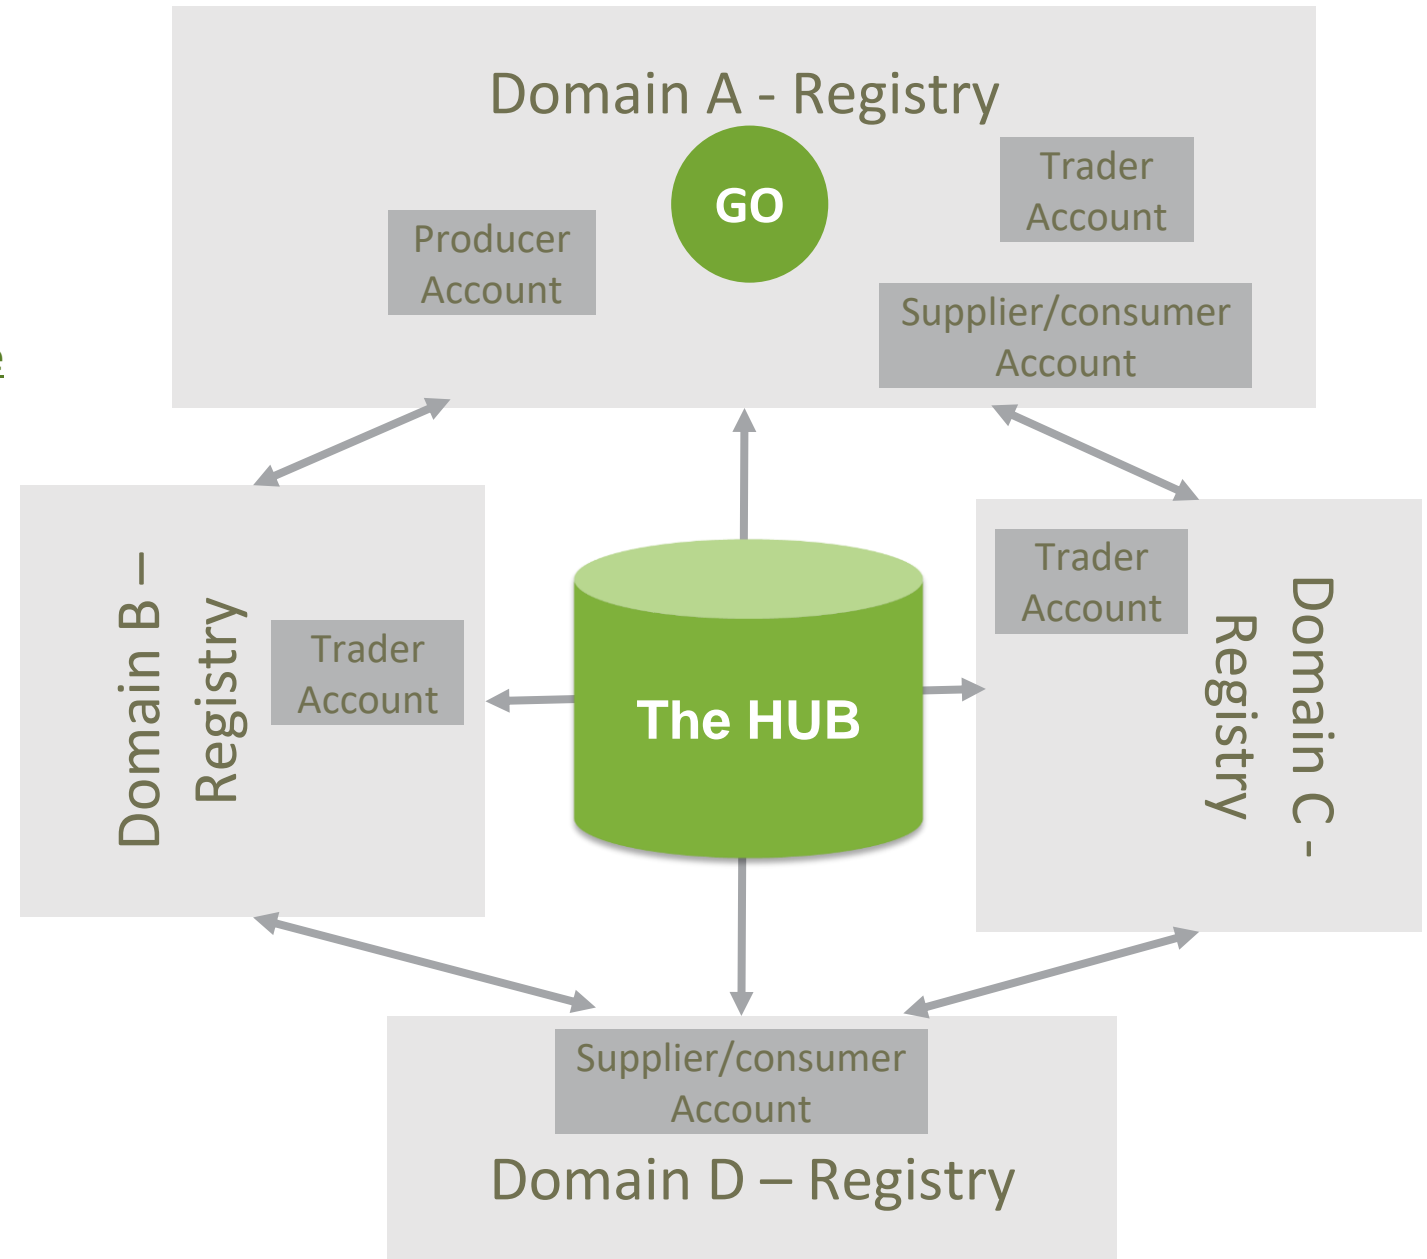 Domain A - Registry
GO
Trader
Account
Producer
Account
Supplier/consumer
Account
Domain B –
Registry
Trader
Account
The HUB
Trader
Account
Domain C -
Registry
Supplier/consumer
Account
Domain D – Registry